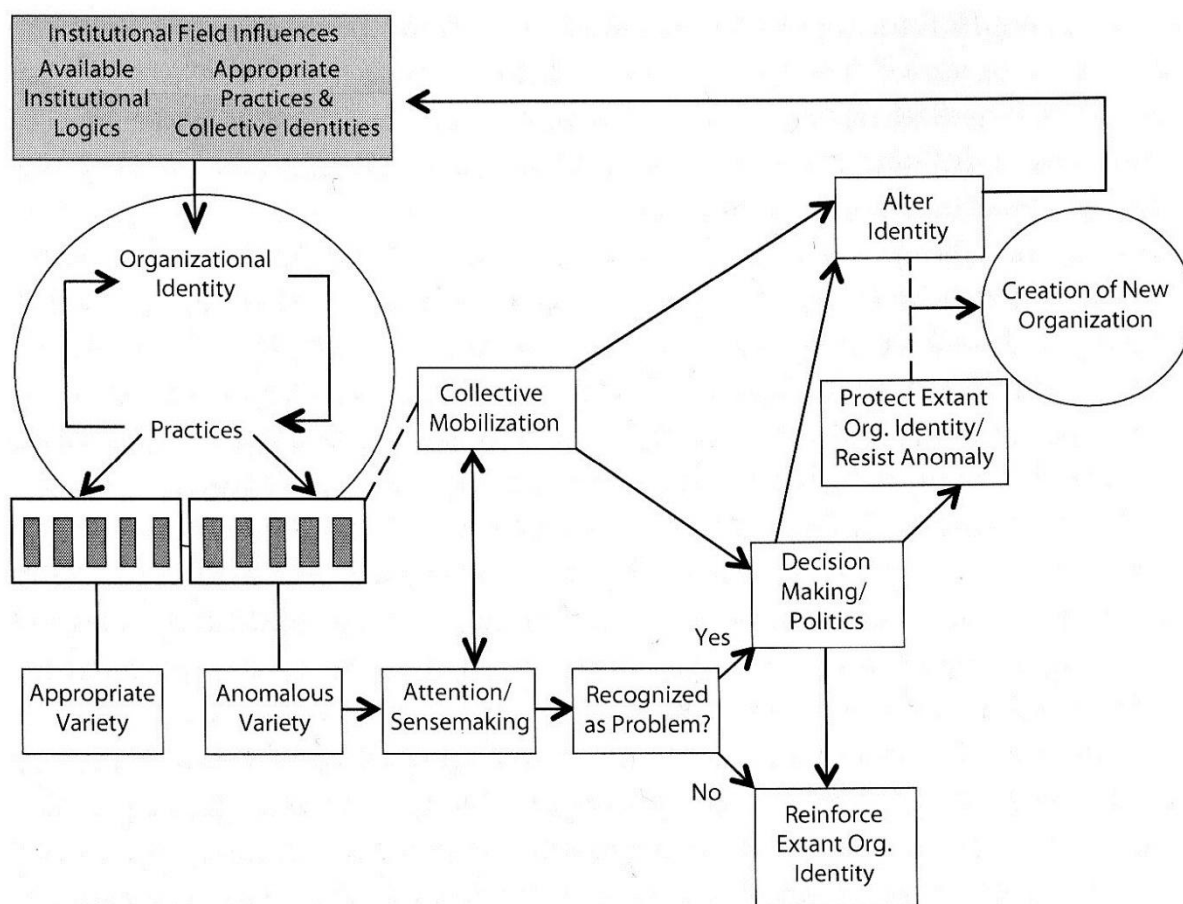 Institutional Field Influences
Available
Institutional
Logics
Appropriate
Practices &
Collective Identities
Organizational
Identity
Practices
Appropriate
Variety
Anomalous
Variety
Attention/
Sensemaking
Collective
Mobilization
Recognized
as Problem?
Yes
No
Decision
Making/
Politics
Reinforce
Extant Org.
Identity
Alter
Identity
Protect Extant
Org. Identity/
Resist Anomaly
Creation of New
Organization